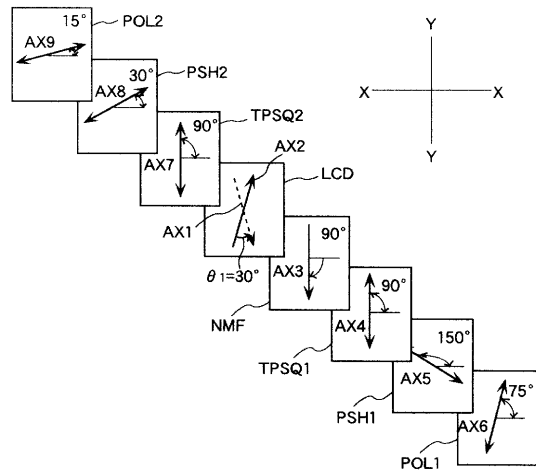 15° POL2
AX9
30° PSH2
AX8
90° TPSQ2
AX7
AX2
LCD
AX1
θ1=30°
90°
AX3
NMF
90°
AX4
TPSQ1
150°
AX5
PSH1
75°
AX6
POL1
Y
X X
Y